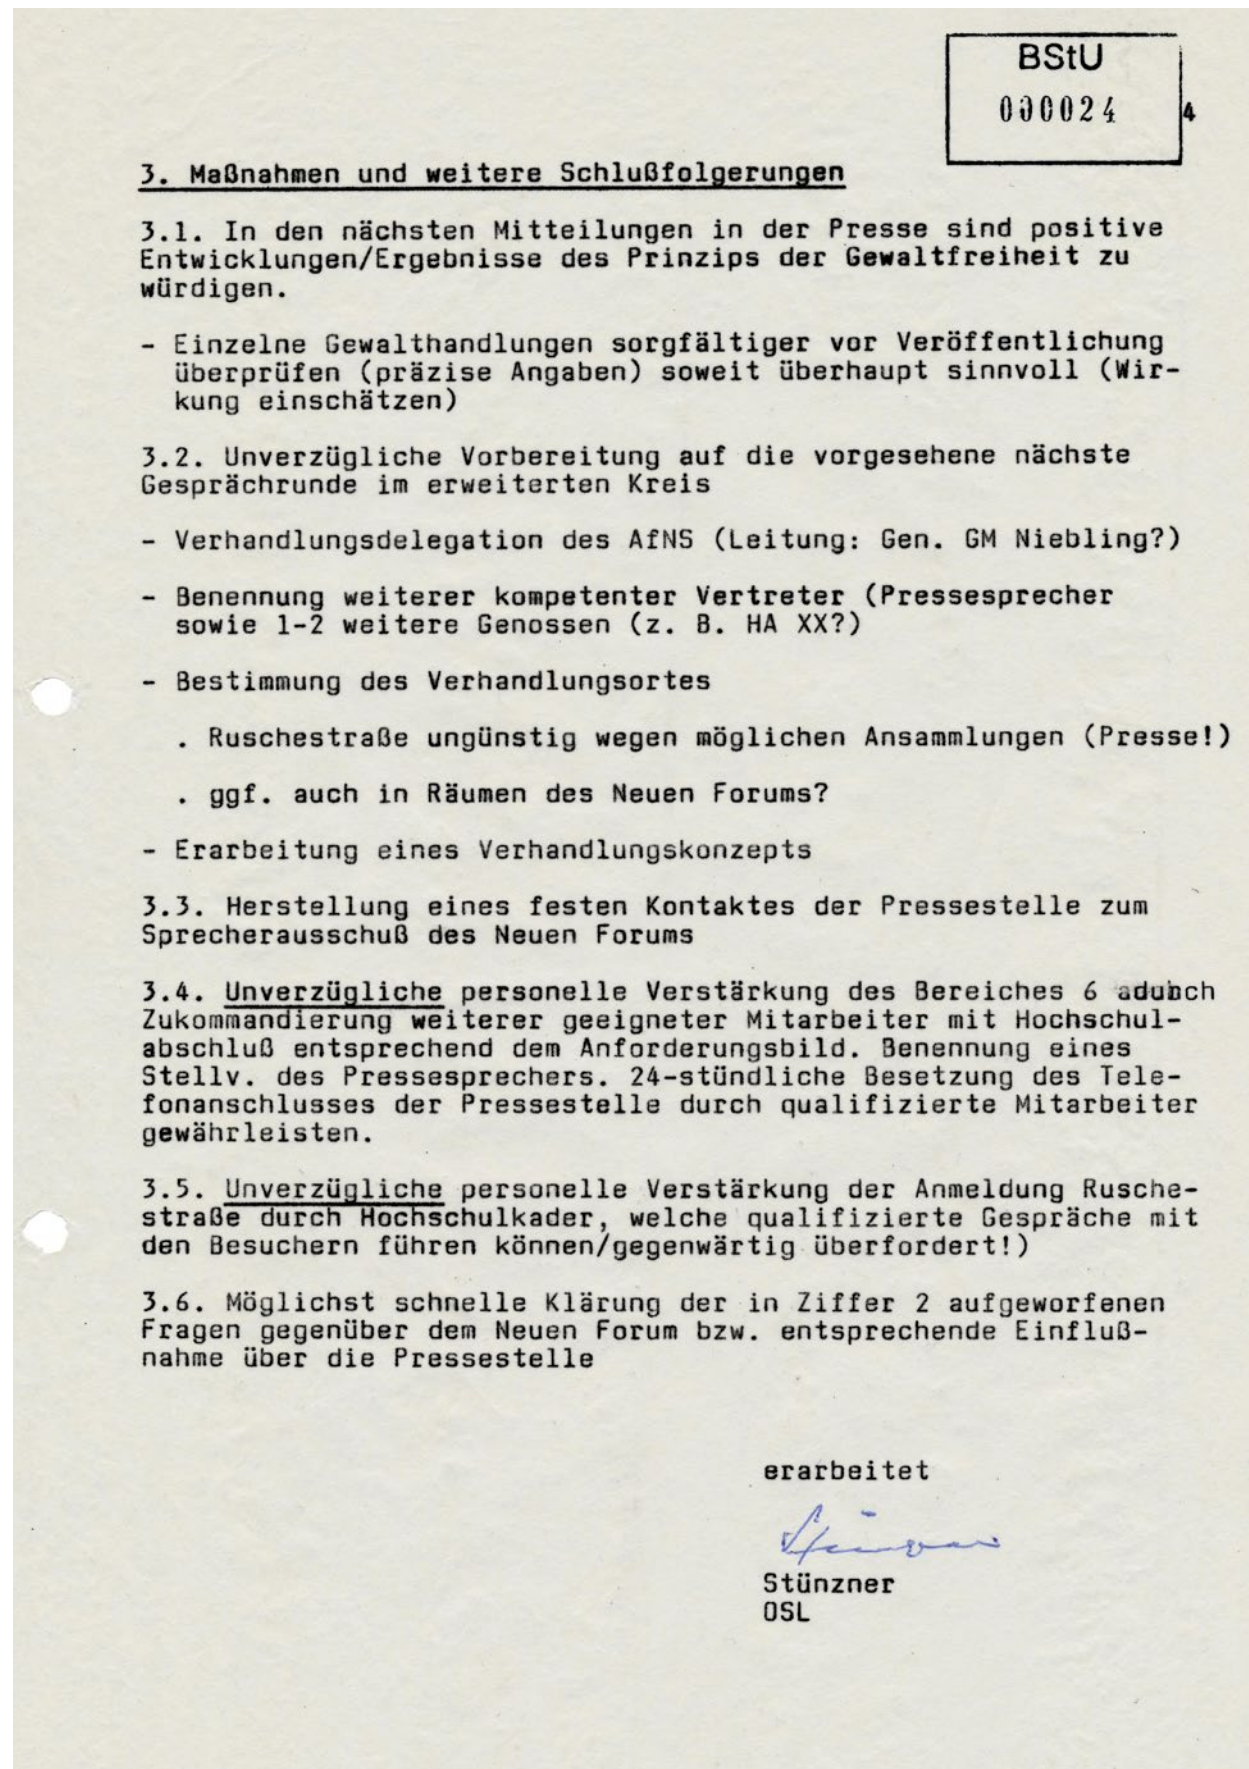 BStU
000024
4
3. Maßnahmen und weitere Schlußfolgerungen
3.1. In den nächsten Mitteilungen in der Presse sind positive
Entwicklungen/Ergebnisse des Prinzips der Gewaltfreiheit zu
würdigen.
- Einzelne Gewalthandlungen sorgfältiger vor Veröffentlichung
überprüfen (präzise Angaben) soweit überhaupt sinnvoll (Wir-
kung einschätzen)
3.2. Unverzügliche Vorbereitung auf die vorgesehene nächste
Gesprächrunde im erweiterten Kreis
- Verhandlungsdelegation des AfNS (Leitung: Gen. GM Niebling?)
- Benennung weiterer kompetenter Vertreter (Pressesprecher
sowie 1-2 weitere Genossen (z. B. HA XX?)
- Bestimmung des Verhandlungsortes
. Ruschestraße ungünstig wegen möglichen Ansammlungen (Presse!)
. ggf. auch in Räumen des Neuen Forums?
- Erarbeitung eines Verhandlungskonzepts
3.3. Herstellung eines festen Kontaktes der Pressestelle zum
Sprecherausschuß des Neuen Forums
3.4. Unverzügliche personelle Verstärkung des Bereiches 6
Zukommandierung weiterer geeigneter Mitarbeiter mit Hochschul-
abschluß entsprechend dem Anforderungsbild. Benennung eines
Stellv. des Pressesprechers. 24-stündliche Besetzung des Tele-
fonanschlusses der Pressestelle durch qualifizierte Mitarbeiter
gewährleisten.
3.5. Unverzügliche personelle Verstärkung der Anmeldung Rusche-
straße durch Hochschulkader, welche qualifizierte Gespräche mit
den Besuchern führen können/gegenwärtig überfordert!)
3.6. Möglichst schnelle Klärung der in Ziffer 2 aufgeworfenen
Fragen gegenüber dem Neuen Forum bzw. entsprechende Einfluß-
nahme über die Pressestelle
erarbeitet
Stünzner
OSL